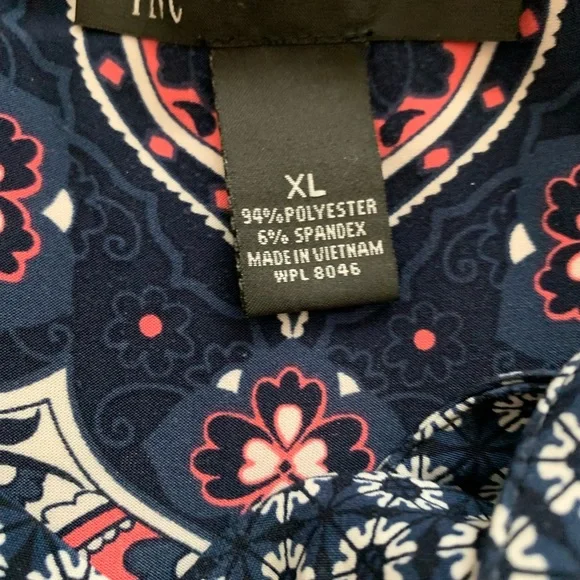 XL
94% POLYESTER
6% SPANDEX
MADE IN VIETNAM
WPL 8046